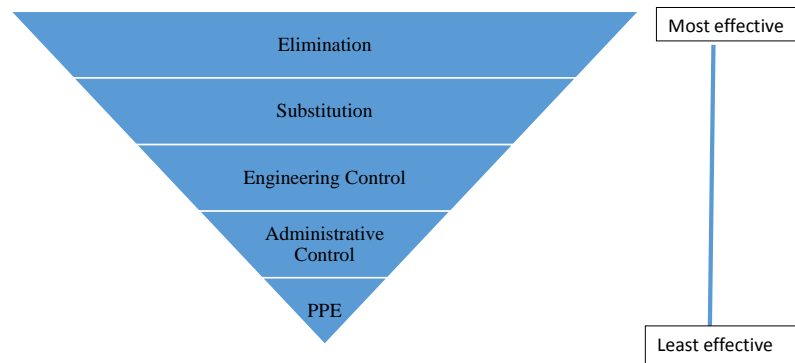 Most effective
Elimination
Substitution
Engineering Control
Administrative
Control
PPE
Least effective